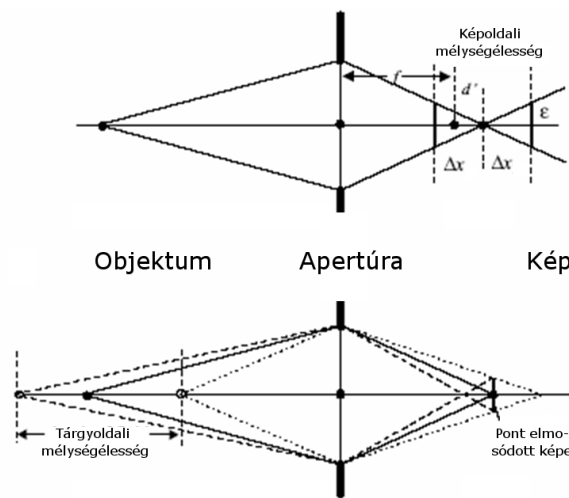 Képoldali
mélységélesség
f
d'
ε
Δx Δx
Objektum Apertúra Kép
Tárgyoldali
mélységélesség
Pont elmo-
sódott képe